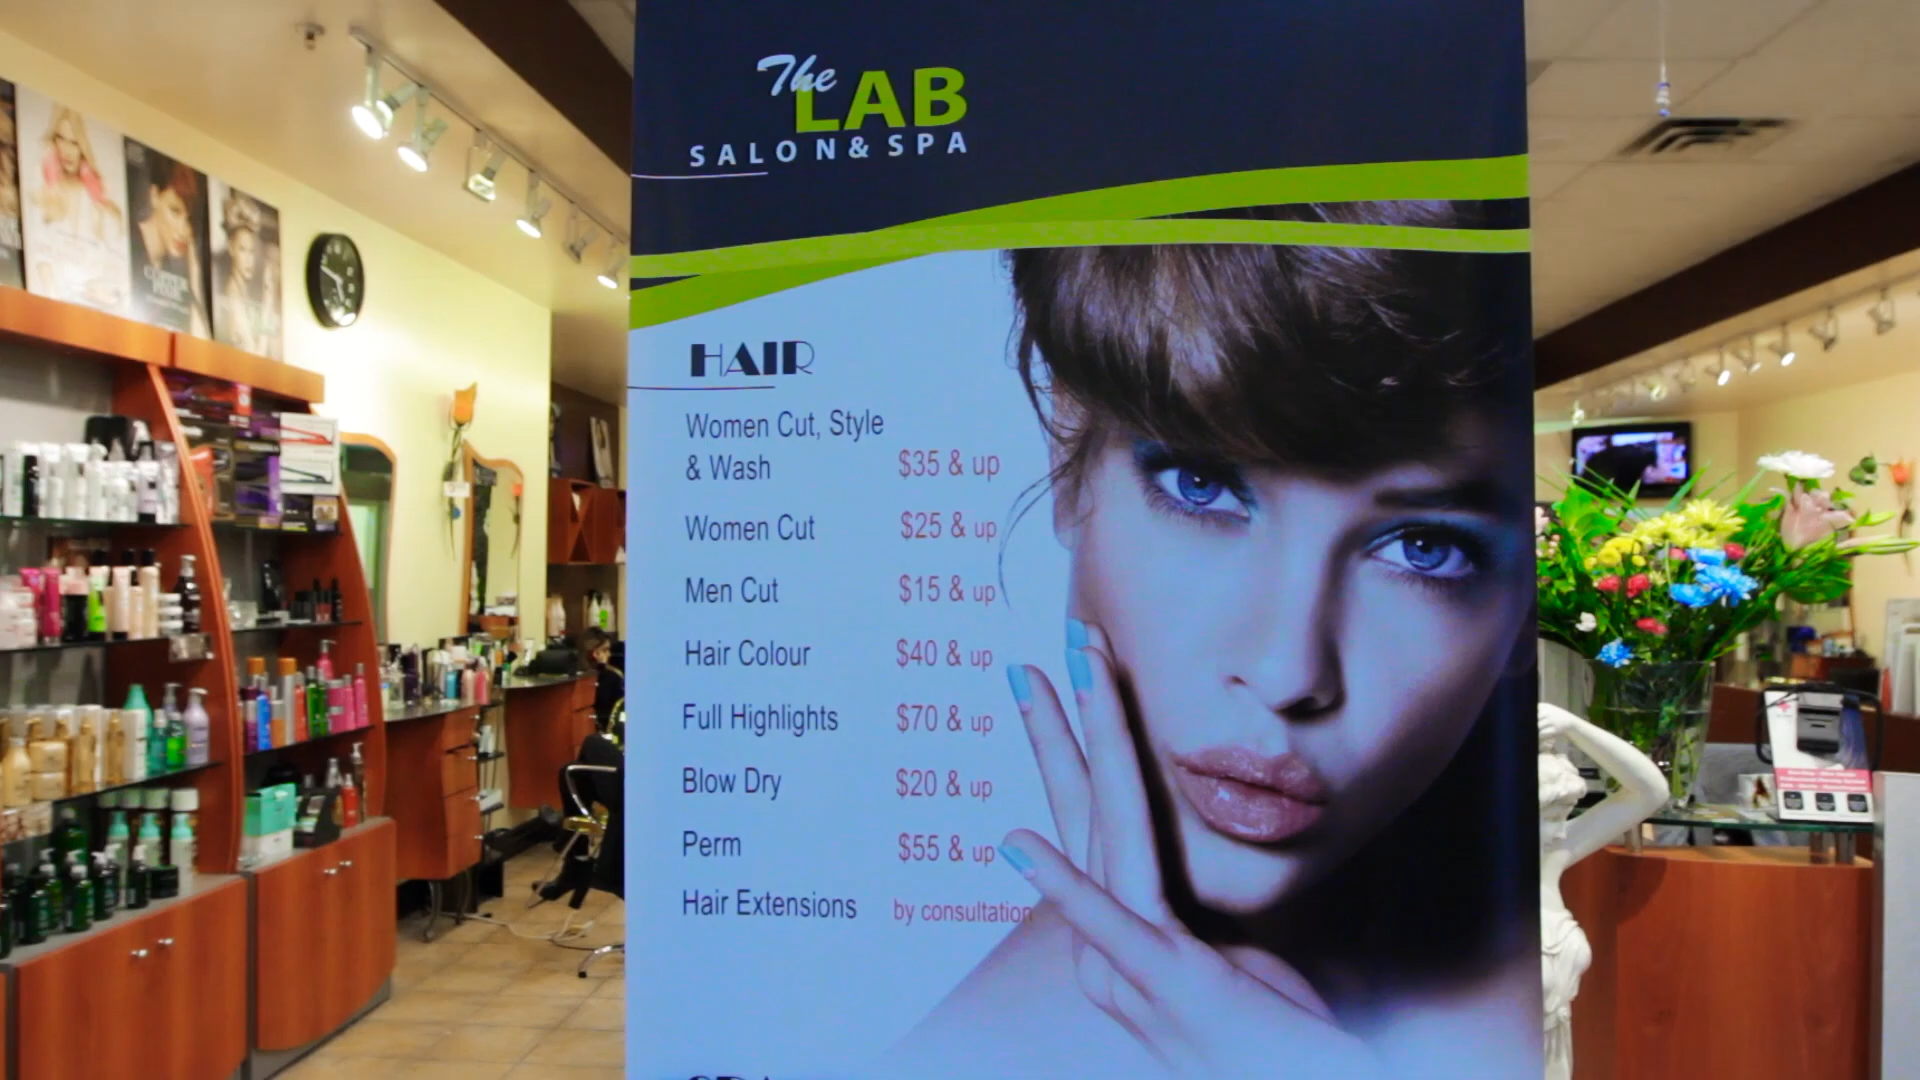 The
LAB
SALON & SPA
HAIR
Women Cut, Style
& Wash $35 & up
Women Cut $25 & up
Men Cut $15 & up
Hair Colour $40 & up
Full Highlights $70 & up
Blow Dry $20 & up
Perm $55 & up
Hair Extensions by consultation